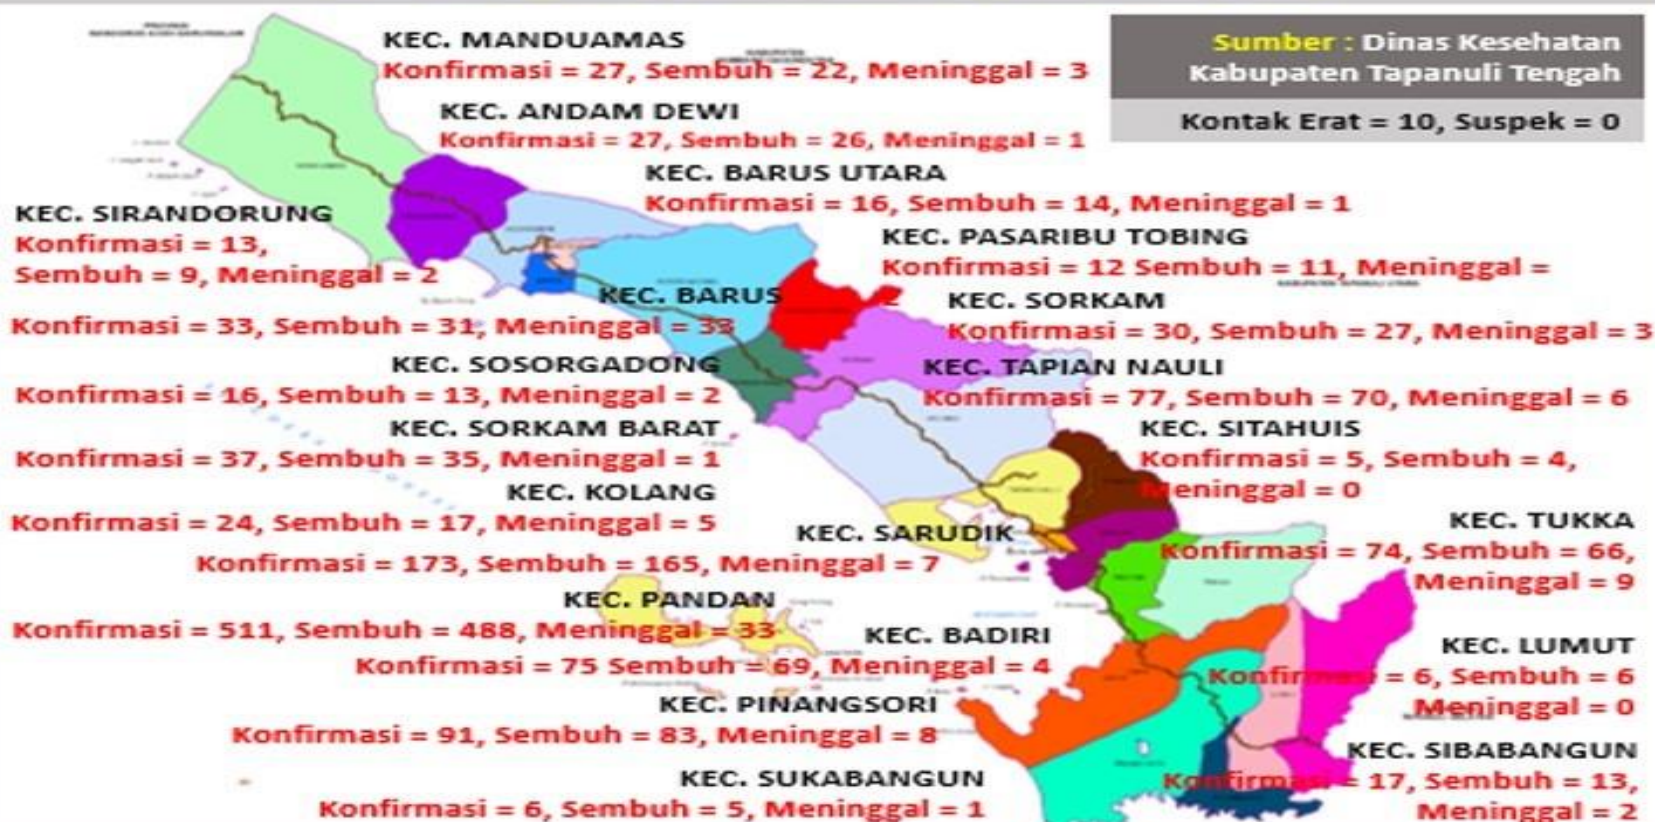 KEC. MANDUAMAS
Konfirmasi = 27, Sembuh = 22, Meninggal = 3
Sumber : Dinas Kesehatan
Kabupaten Tapanuli Tengah
Kontak Erat = 10, Suspek = 0
KEC. ANDAM DEWI
Konfirmasi = 27, Sembuh = 26, Meninggal = 1
KEC. BARUS UTARA
Konfirmasi = 16, Sembuh = 14, Meninggal = 1
KEC. SIRANDORUNG
Konfirmasi = 13,
Sembuh = 9, Meninggal = 2
KEC. PASARIBU TOBING
Konfirmasi = 12 Sembuh = 11, Meninggal =
KEC. BARUS
Konfirmasi = 33, Sembuh = 31, Meninggal = 33
KEC. SORKAM
Konfirmasi = 30, Sembuh = 27, Meninggal = 3
KEC. SOSORGADONG
Konfirmasi = 16, Sembuh = 13, Meninggal = 2
KEC. TAPIAN NAULI
Konfirmasi = 77, Sembuh = 70, Meninggal = 6
KEC. SORKAM BARAT
Konfirmasi = 37, Sembuh = 35, Meninggal = 1
KEC. SITAHUIS
Konfirmasi = 5, Sembuh = 4,
Meninggal = 0
KEC. KOLANG
Konfirmasi = 24, Sembuh = 17, Meninggal = 5
KEC. SARUDIK
Konfirmasi = 173, Sembuh = 165, Meninggal = 7
KEC. TUKKA
Konfirmasi = 74, Sembuh = 66,
Meninggal = 9
KEC. PANDAN
Konfirmasi = 511, Sembuh = 488, Meninggal = 33
KEC. BADIRI
Konfirmasi = 75 Sembuh = 69, Meninggal = 4
KEC. LUMUT
Konfirmasi = 6, Sembuh = 6
Meninggal = 0
KEC. PINANGSORI
Konfirmasi = 91, Sembuh = 83, Meninggal = 8
KEC. SIBABANGUN
Konfirmasi = 17, Sembuh = 13,
Meninggal = 2
KEC. SUKABANGUN
Konfirmasi = 6, Sembuh = 5, Meninggal = 1